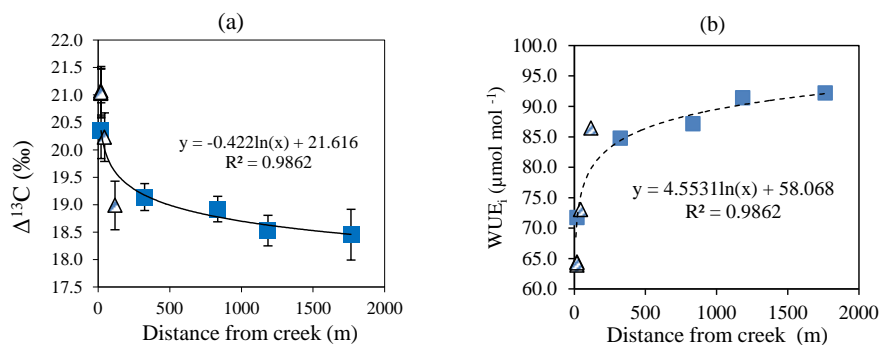 (a)
22.0
21.5
21.0
20.5
20.0
19.5
19.0
18.5
18.0
17.5
Δ¹³C (‰)
y = -0.422ln(x) + 21.616
R² = 0.9862
0 500 1000 1500 2000
Distance from creek (m)
(b)
100.0
95.0
90.0
85.0
80.0
75.0
70.0
65.0
60.0
WUEᵢ (µmol mol ⁻¹)
y = 4.5531ln(x) + 58.068
R² = 0.9862
0 500 1000 1500 2000
Distance from creek (m)